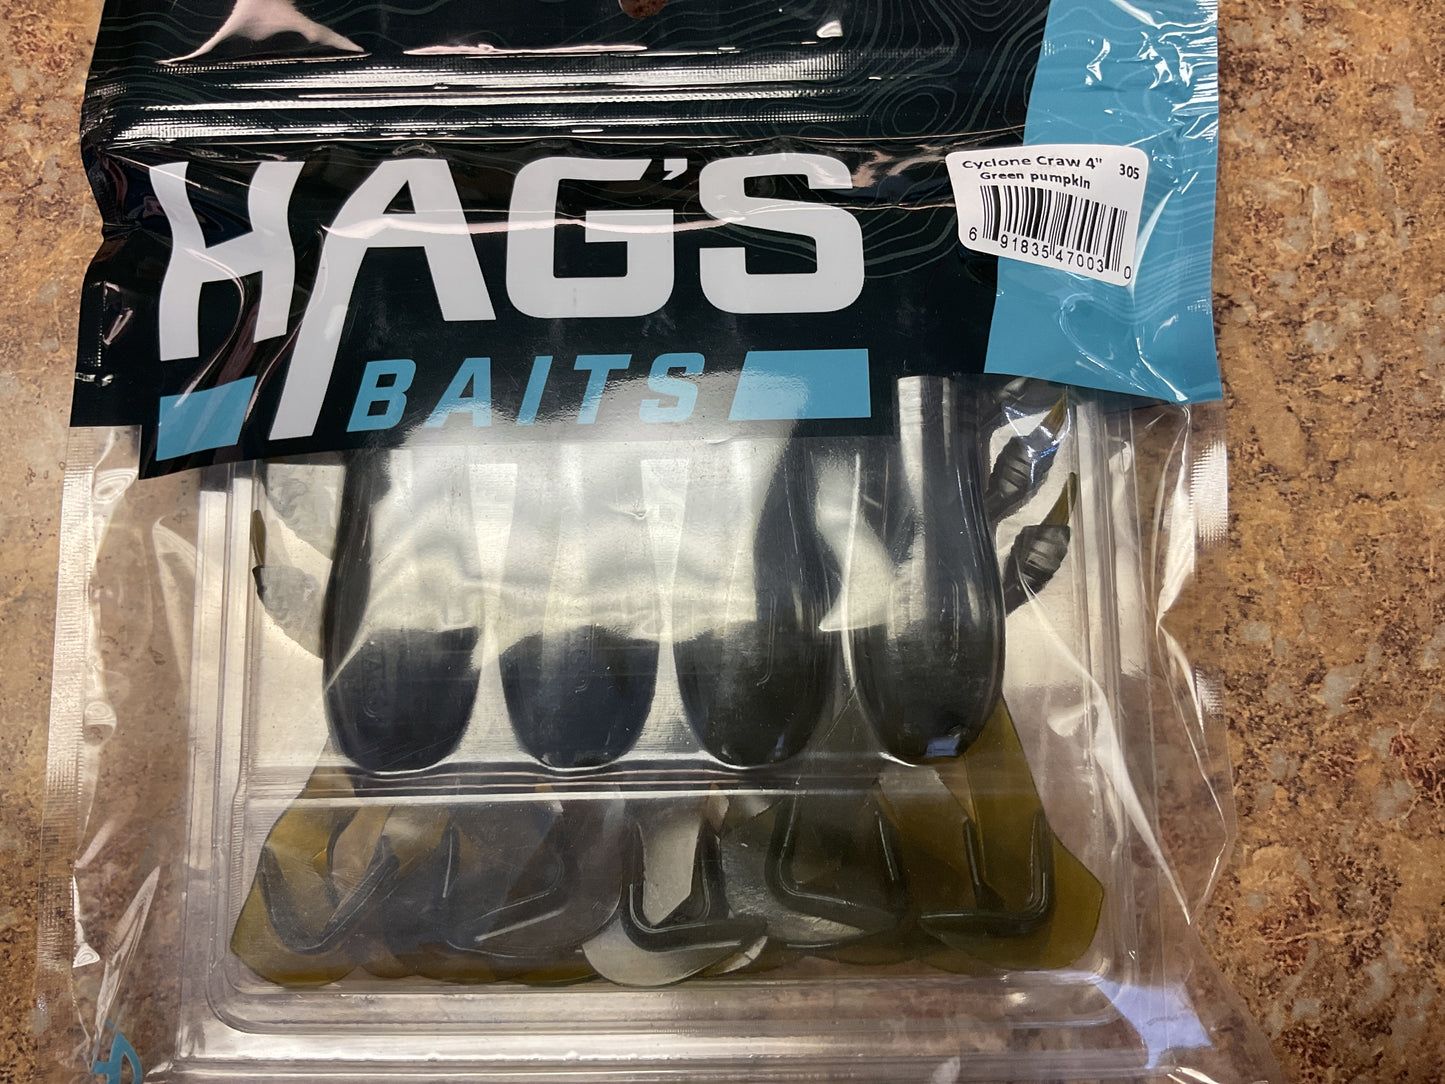 HAG'S
BAITS
Cyclone Craw 4" 305
Green pumpkin
6 91835 47003 0